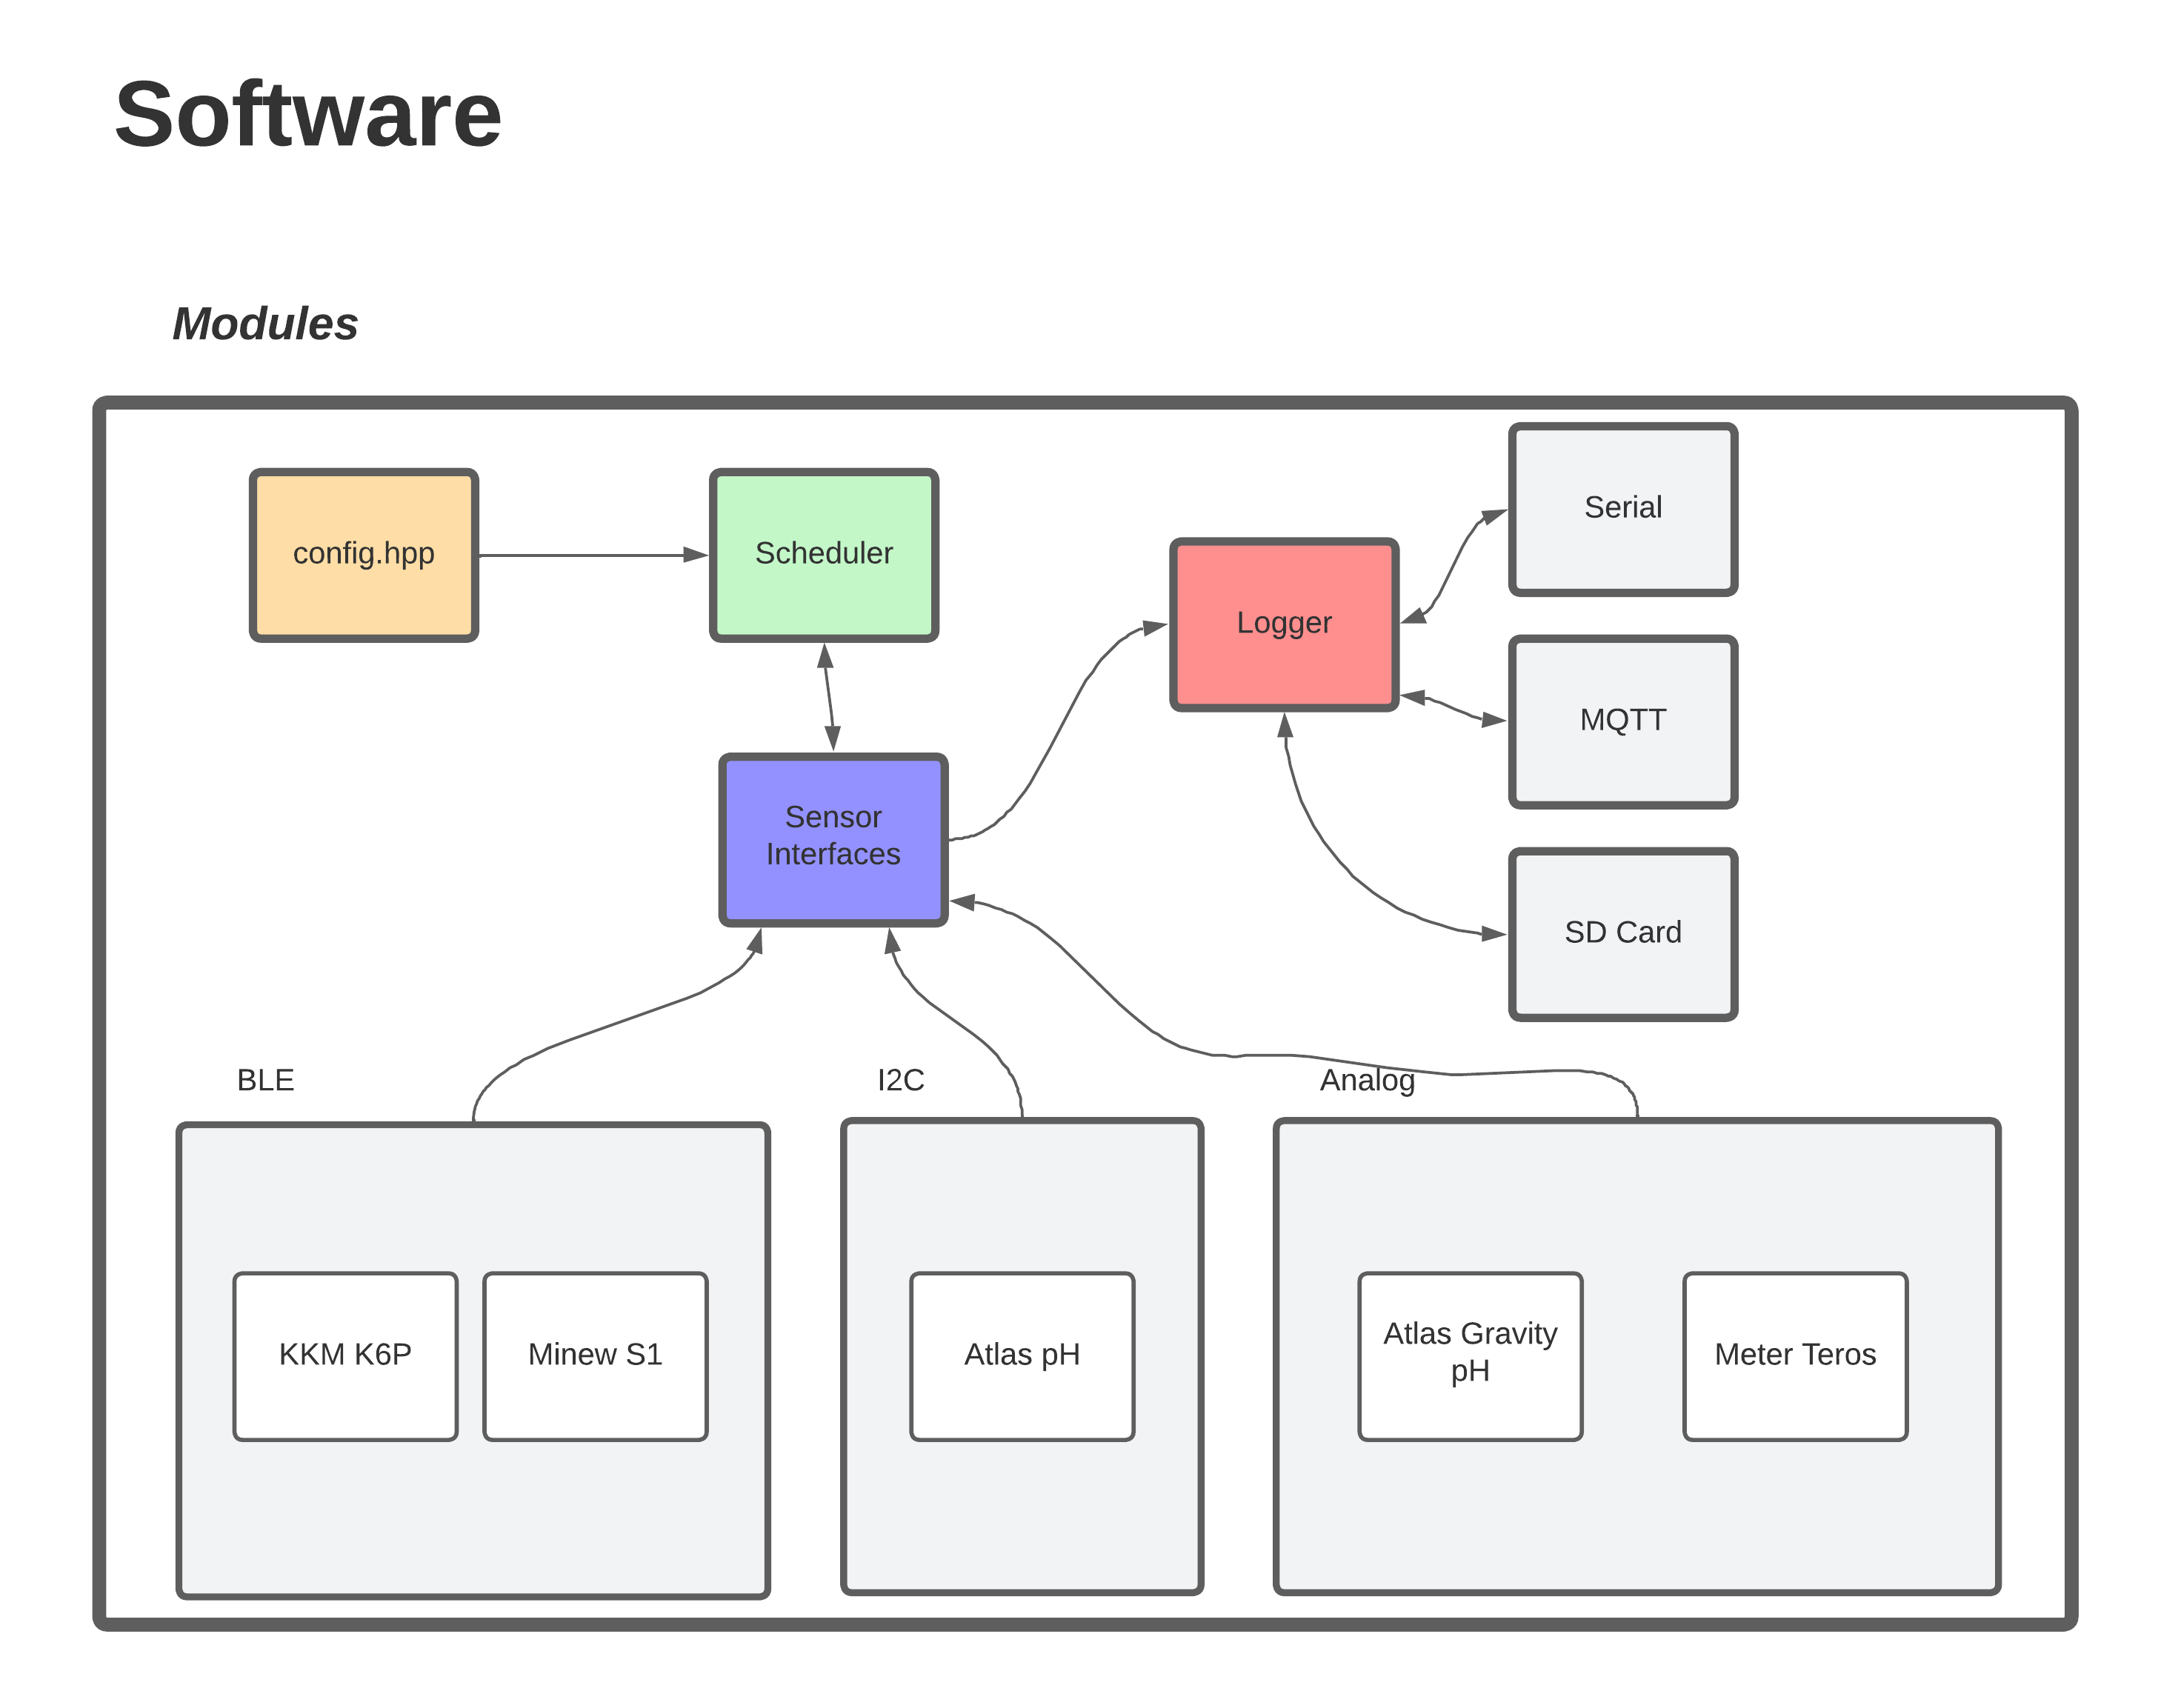 Software
Modules
config.hpp
Scheduler
Logger
Serial
MQTT
SD Card
Sensor
Interfaces
BLE
I2C
Analog
KKM K6P
Minew S1
Atlas pH
Atlas Gravity
pH
Meter Teros